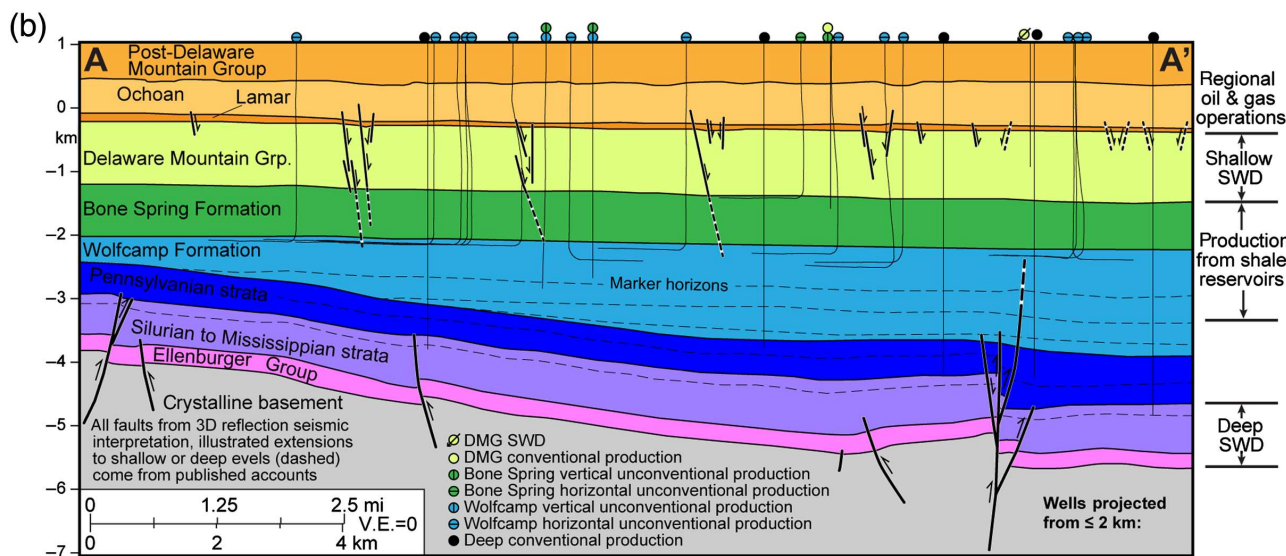 (b)
A
A'
Post-Delaware
Mountain Group
Ochoan
Lamar
Delaware Mountain Grp.
Bone Spring Formation
Wolfcamp Formation
Pennsylvanian strata
Marker horizons
Silurian to Mississippian strata
Ellenburger Group
Crystalline basement
1
0
km
–1
–2
–3
–4
–5
–6
–7
Regional
oil & gas
operations
Shallow
SWD
Production
from shale
reservoirs
Deep
SWD
All faults from 3D reflection seismic
interpretation, illustrated extensions
to shallow or deep evels (dashed)
come from published accounts
DMG SWD
DMG conventional production
Bone Spring vertical unconventional production
Bone Spring horizontal unconventional production
Wolfcamp vertical unconventional production
Wolfcamp horizontal unconventional production
Deep conventional production
Wells projected
from ≤ 2 km:
0 1.25 2.5 mi
V.E.=0
0 2 4 km